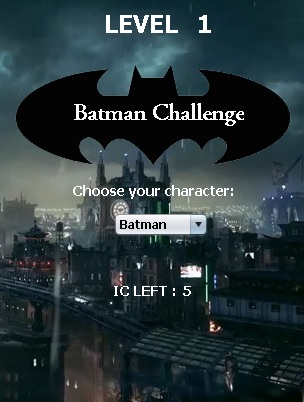 LEVEL 1
Batman Challenge
Choose your character:
Batman
IC LEFT : 5